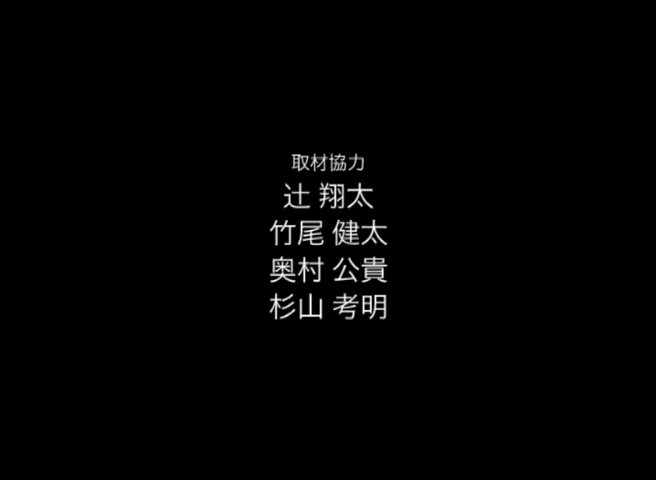 取材協力
辻 翔太
竹尾 健太
奥村 公貴
杉山 考明